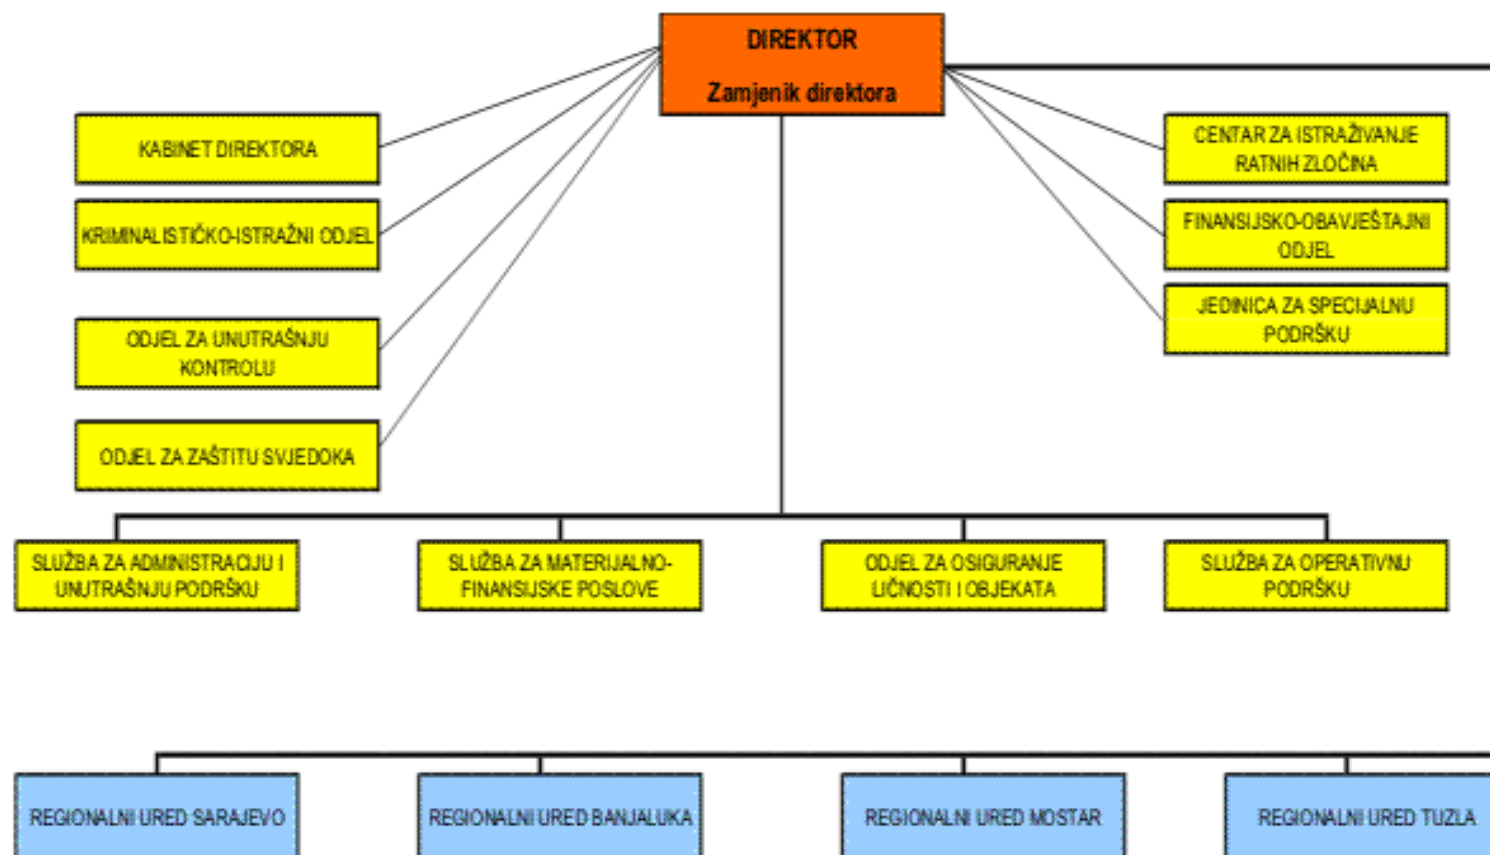 DIREKTOR
Zamjenik direktora
KABINET DIREKTORA
KRIMINALISTIČKO-ISTRAŽNI ODJEL
ODJEL ZA UNUTRAŠNJU
KONTROLU
ODJEL ZA ZAŠTITU SVJEDOKA
CENTAR ZA ISTRAŽIVANJE
RATNIH ZLOČINA
FINANSIJSKO-OBAVJEŠTAJNI
ODJEL
JEDINICA ZA SPECIJALNU
PODRŠKU
SLUŽBA ZA ADMINISTRACIJU I
UNUTRAŠNJU PODRŠKU
SLUŽBA ZA MATERIJALNO-
FINANSIJSKE POSLOVE
ODJEL ZA OSIGURANJE
LIČNOSTI I OBJEKATA
SLUŽBA ZA OPERATIVNU
PODRŠKU
REGIONALNI URED SARAJEVO
REGIONALNI URED BANJALUKA
REGIONALNI URED MOSTAR
REGIONALNI URED TUZLA